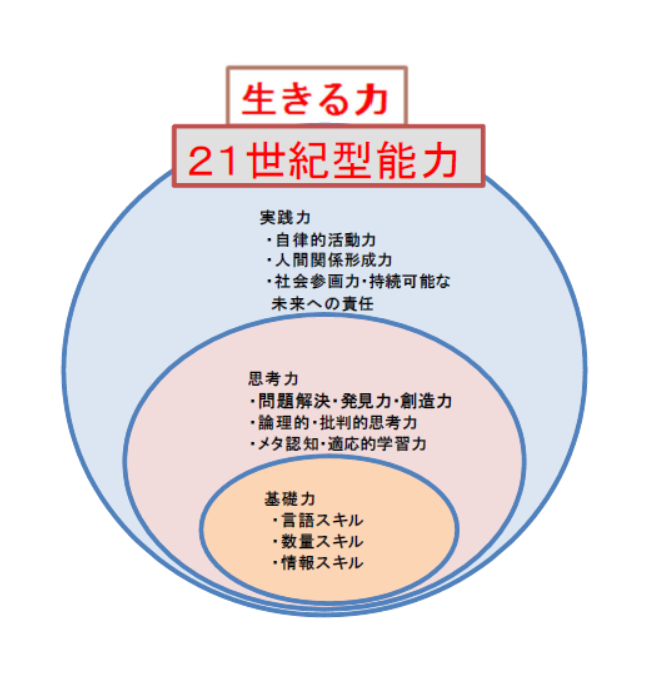 生きる力
21世紀型能力
実践力
・自律的活動力
・人間関係形成力
・社会参画力・持続可能な
未来への責任
思考力
・問題解決・発見力・創造力
・論理的・批判的思考力
・メタ認知・適応的学習力
基礎力
・言語スキル
・数量スキル
・情報スキル